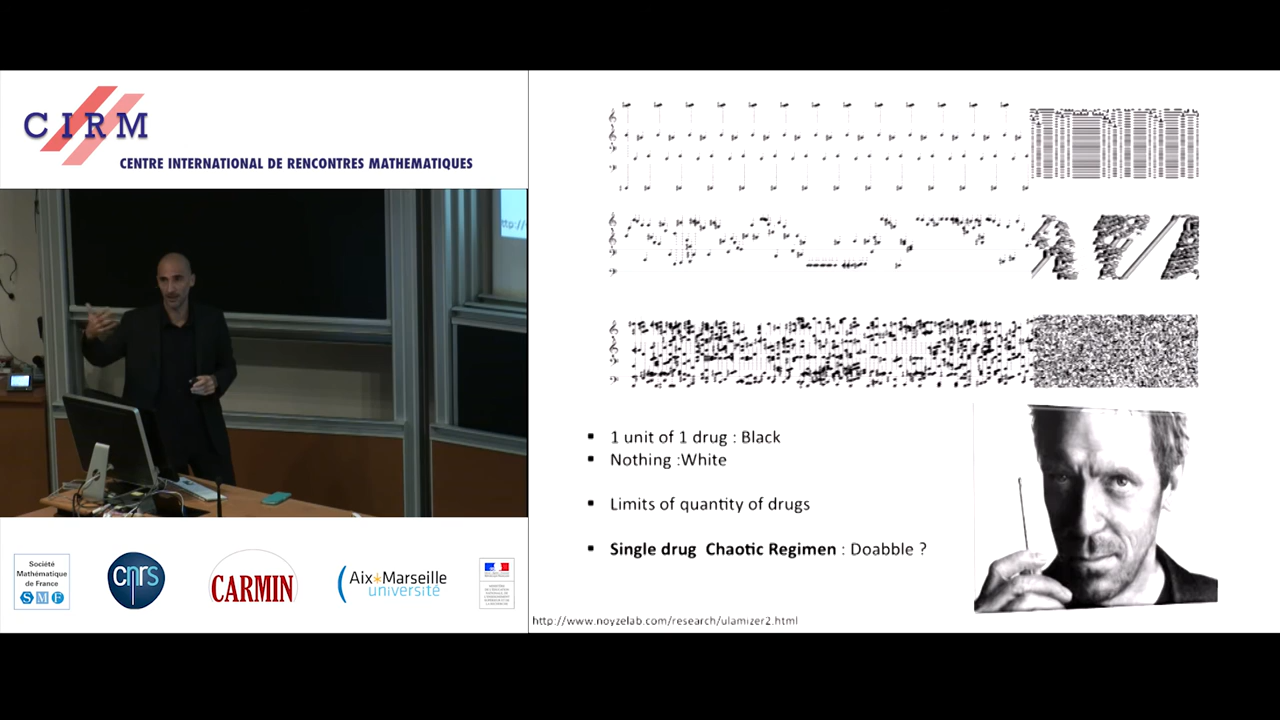 CIRM
CENTRE INTERNATIONAL DE RENCONTRES MATHEMATIQUES
ttp://
Société
Mathématique
de France
SMF
cnrs
CARMIN
Aix*Marseille
université
1 unit of 1 drug : Black
Nothing :White
Limits of quantity of drugs
Single drug Chaotic Regimen : Doabble ?
http://www.noyzelab.com/research/ulamizer2.html